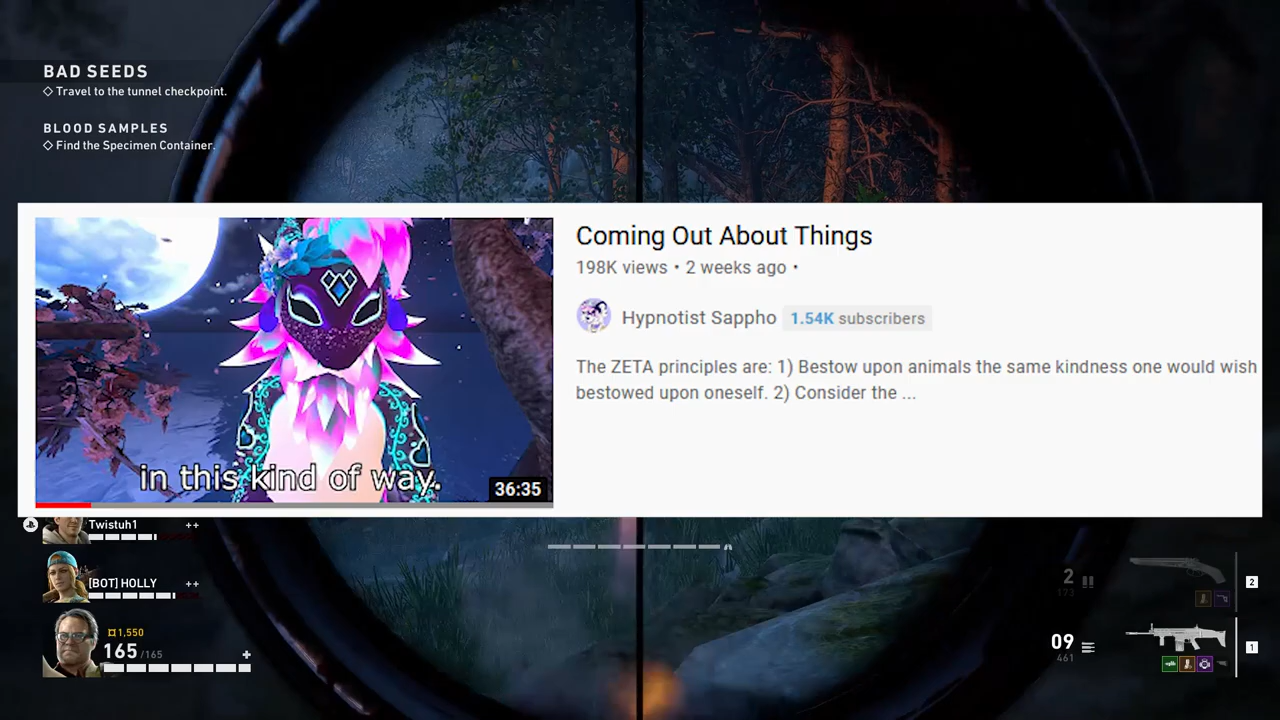 BAD SEEDS
Travel to the tunnel checkpoint.
BLOOD SAMPLES
Find the Specimen Container.
Coming Out About Things
198K views • 2 weeks ago •
Hypnotist Sappho 1.54K subscribers
The ZETA principles are: 1) Bestow upon animals the same kindness one would wish
bestowed upon oneself. 2) Consider the ...
in this kind of way.
36:35
Twistuh1 ++
[BOT] HOLLY ++
1,550
165 /165 +
2
173
2
09
461
1